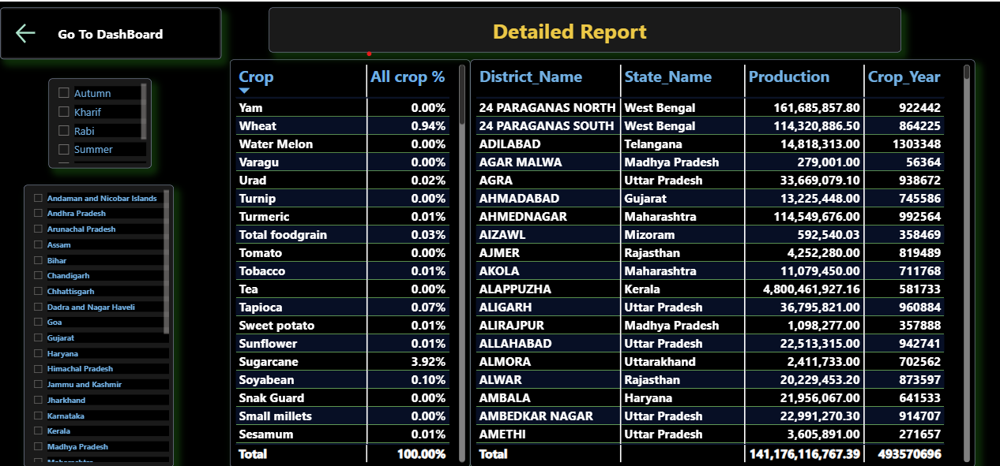 Go To DashBoard
Detailed Report
Autumn
Kharif
Rabi
Summer
Andaman and Nicobar Islands
Andhra Pradesh
Arunachal Pradesh
Assam
Bihar
Chandigarh
Chhattisgarh
Dadra and Nagar Haveli
Goa
Gujarat
Haryana
Himachal Pradesh
Jammu and Kashmir
Jharkhand
Karnataka
Kerala
Madhya Pradesh
Crop All crop %
Yam 0.00%
Wheat 0.94%
Water Melon 0.00%
Varagu 0.00%
Urad 0.02%
Turnip 0.00%
Turmeric 0.01%
Total foodgrain 0.03%
Tomato 0.00%
Tobacco 0.01%
Tea 0.00%
Tapioca 0.07%
Sweet potato 0.01%
Sunflower 0.01%
Sugarcane 3.92%
Soyabean 0.10%
Snak Guard 0.00%
Small millets 0.00%
Sesamum 0.01%
Total 100.00%
District_Name State_Name Production Crop_Year
24 PARAGANAS NORTH West Bengal 161,685,857.80 922442
24 PARAGANAS SOUTH West Bengal 114,320,886.50 864225
ADILABAD Telangana 14,818,313.00 1303348
AGAR MALWA Madhya Pradesh 279,001.00 56364
AGRA Uttar Pradesh 33,669,079.10 938672
AHMADABAD Gujarat 13,225,448.00 745586
AHMEDNAGAR Maharashtra 114,549,676.00 992564
AIZAWL Mizoram 592,540.03 358469
AJMER Rajasthan 4,252,280.00 819489
AKOLA Maharashtra 11,079,450.00 711768
ALAPPUZHA Kerala 4,800,461,927.16 581733
ALIGARH Uttar Pradesh 36,795,821.00 960884
ALIRAJPUR Madhya Pradesh 1,098,277.00 357888
ALLAHABAD Uttar Pradesh 22,513,315.00 942741
ALMORA Uttarakhand 2,411,733.00 702562
ALWAR Rajasthan 20,229,453.20 873597
AMBALA Haryana 21,956,067.00 641533
AMBEDKAR NAGAR Uttar Pradesh 22,991,270.30 914707
AMETHI Uttar Pradesh 3,605,891.00 271657
Total 141,176,116,767.39 493570696